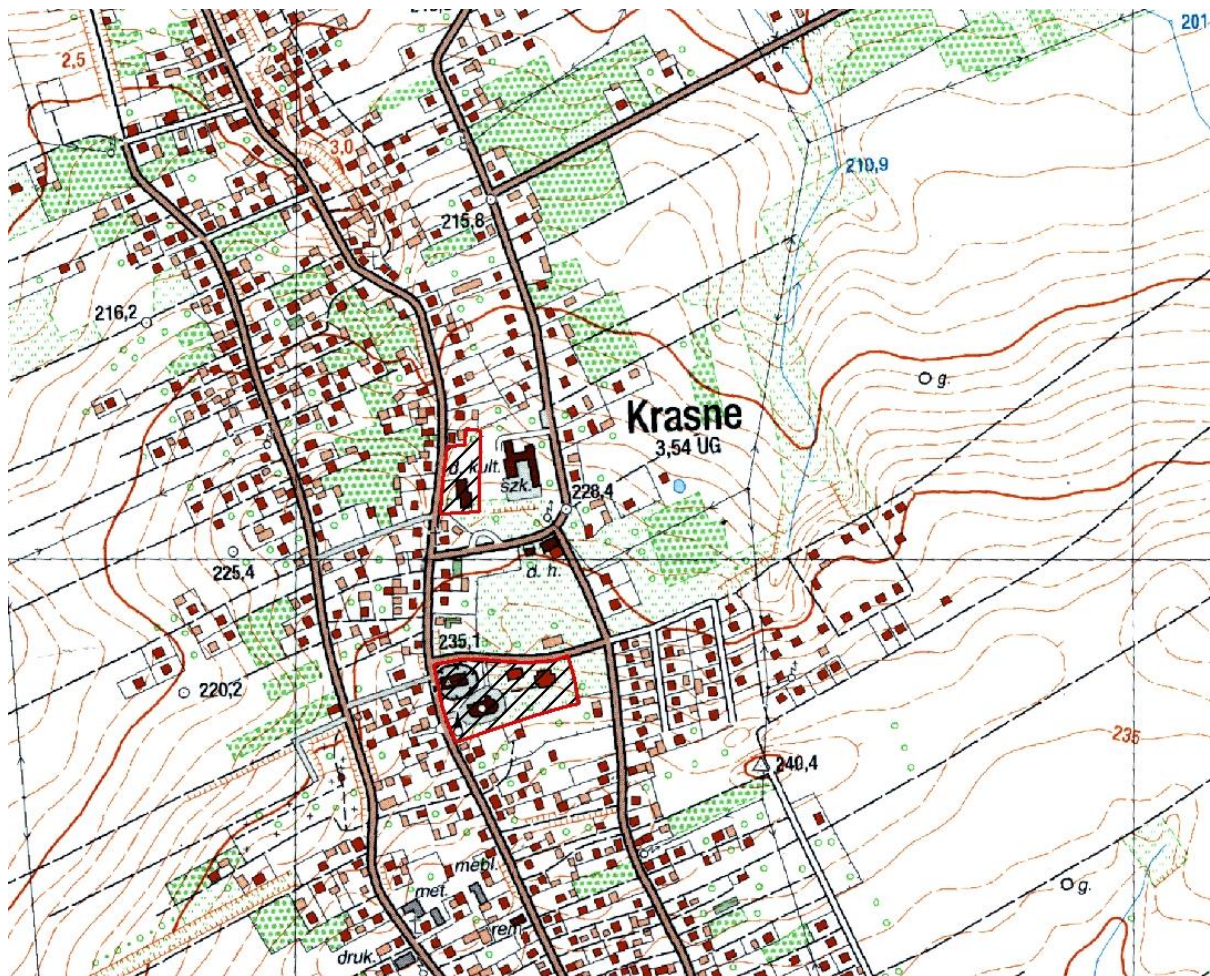 201
2,5
3,0
210,9
215,8
216,2
g.
Krasne
3,54 UG
d. kult.
szk.
228,4
225,4
d. h.
235,1
220,2
235
240,4
mebl.
met.
g.
rem.
druk.